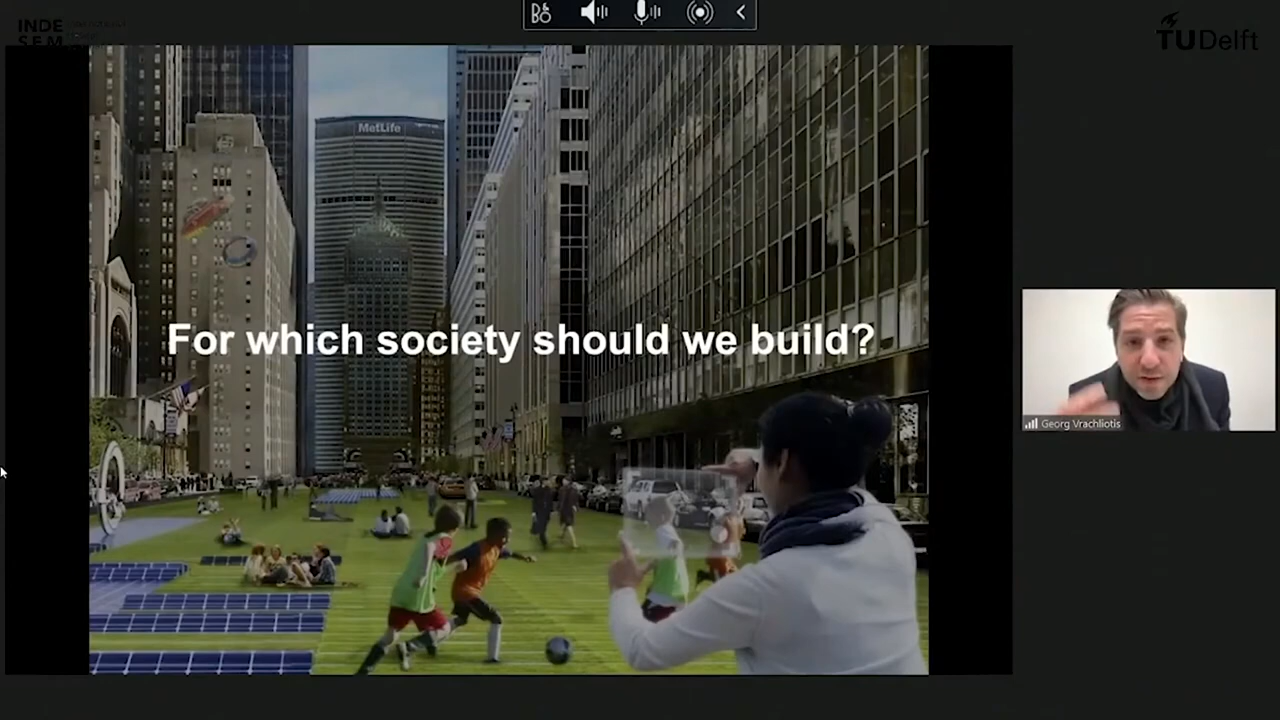 INDE
SEM
TUDelft
MetLife
For which society should we build?
Georg Vrachliotis